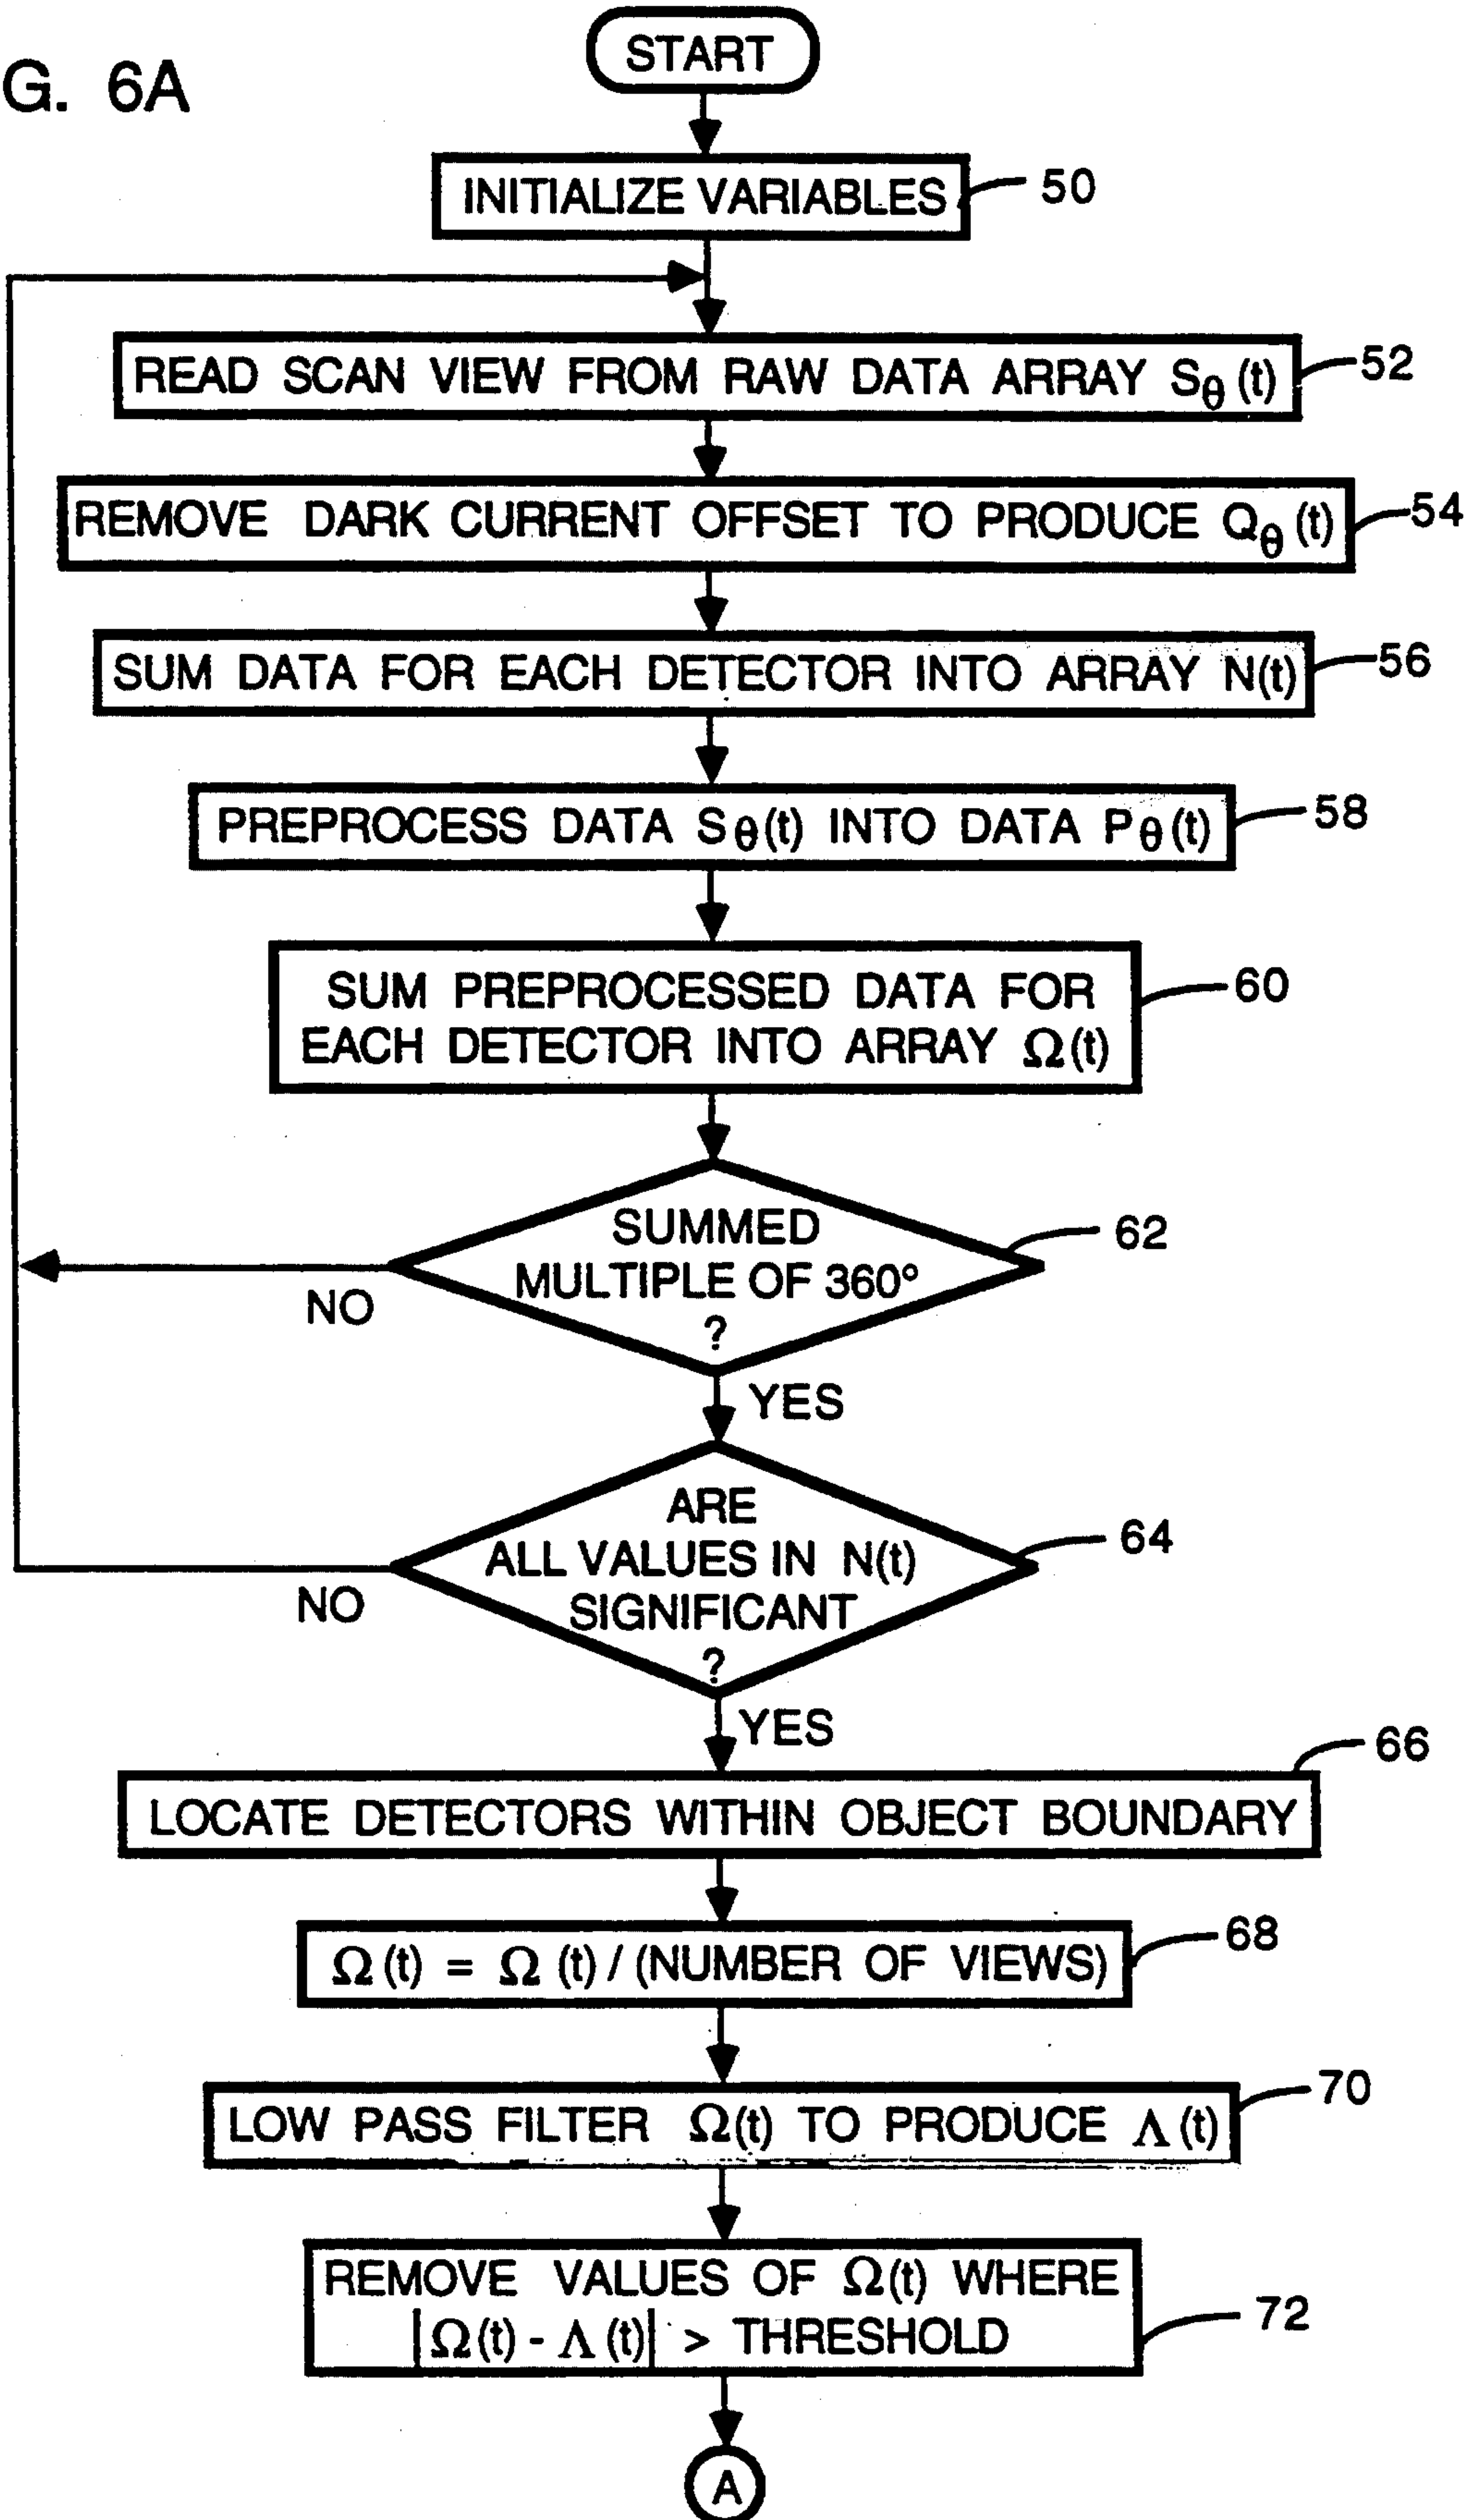 G. 6A
START
INITIALIZE VARIABLES
50
READ SCAN VIEW FROM RAW DATA ARRAY Sθ (t)
52
REMOVE DARK CURRENT OFFSET TO PRODUCE Qθ (t)
54
SUM DATA FOR EACH DETECTOR INTO ARRAY N(t)
56
PREPROCESS DATA Sθ(t) INTO DATA Pθ(t)
58
SUM PREPROCESSED DATA FOR
EACH DETECTOR INTO ARRAY Ω(t)
60
SUMMED
MULTIPLE OF 360°
?
62
NO
YES
ARE
ALL VALUES IN N(t)
SIGNIFICANT
?
64
NO
YES
LOCATE DETECTORS WITHIN OBJECT BOUNDARY
66
Ω(t) = Ω (t) / (NUMBER OF VIEWS)
68
LOW PASS FILTER Ω(t) TO PRODUCE Λ(t)
70
REMOVE VALUES OF Ω(t) WHERE
|Ω(t) - Λ(t)| > THRESHOLD
72
A